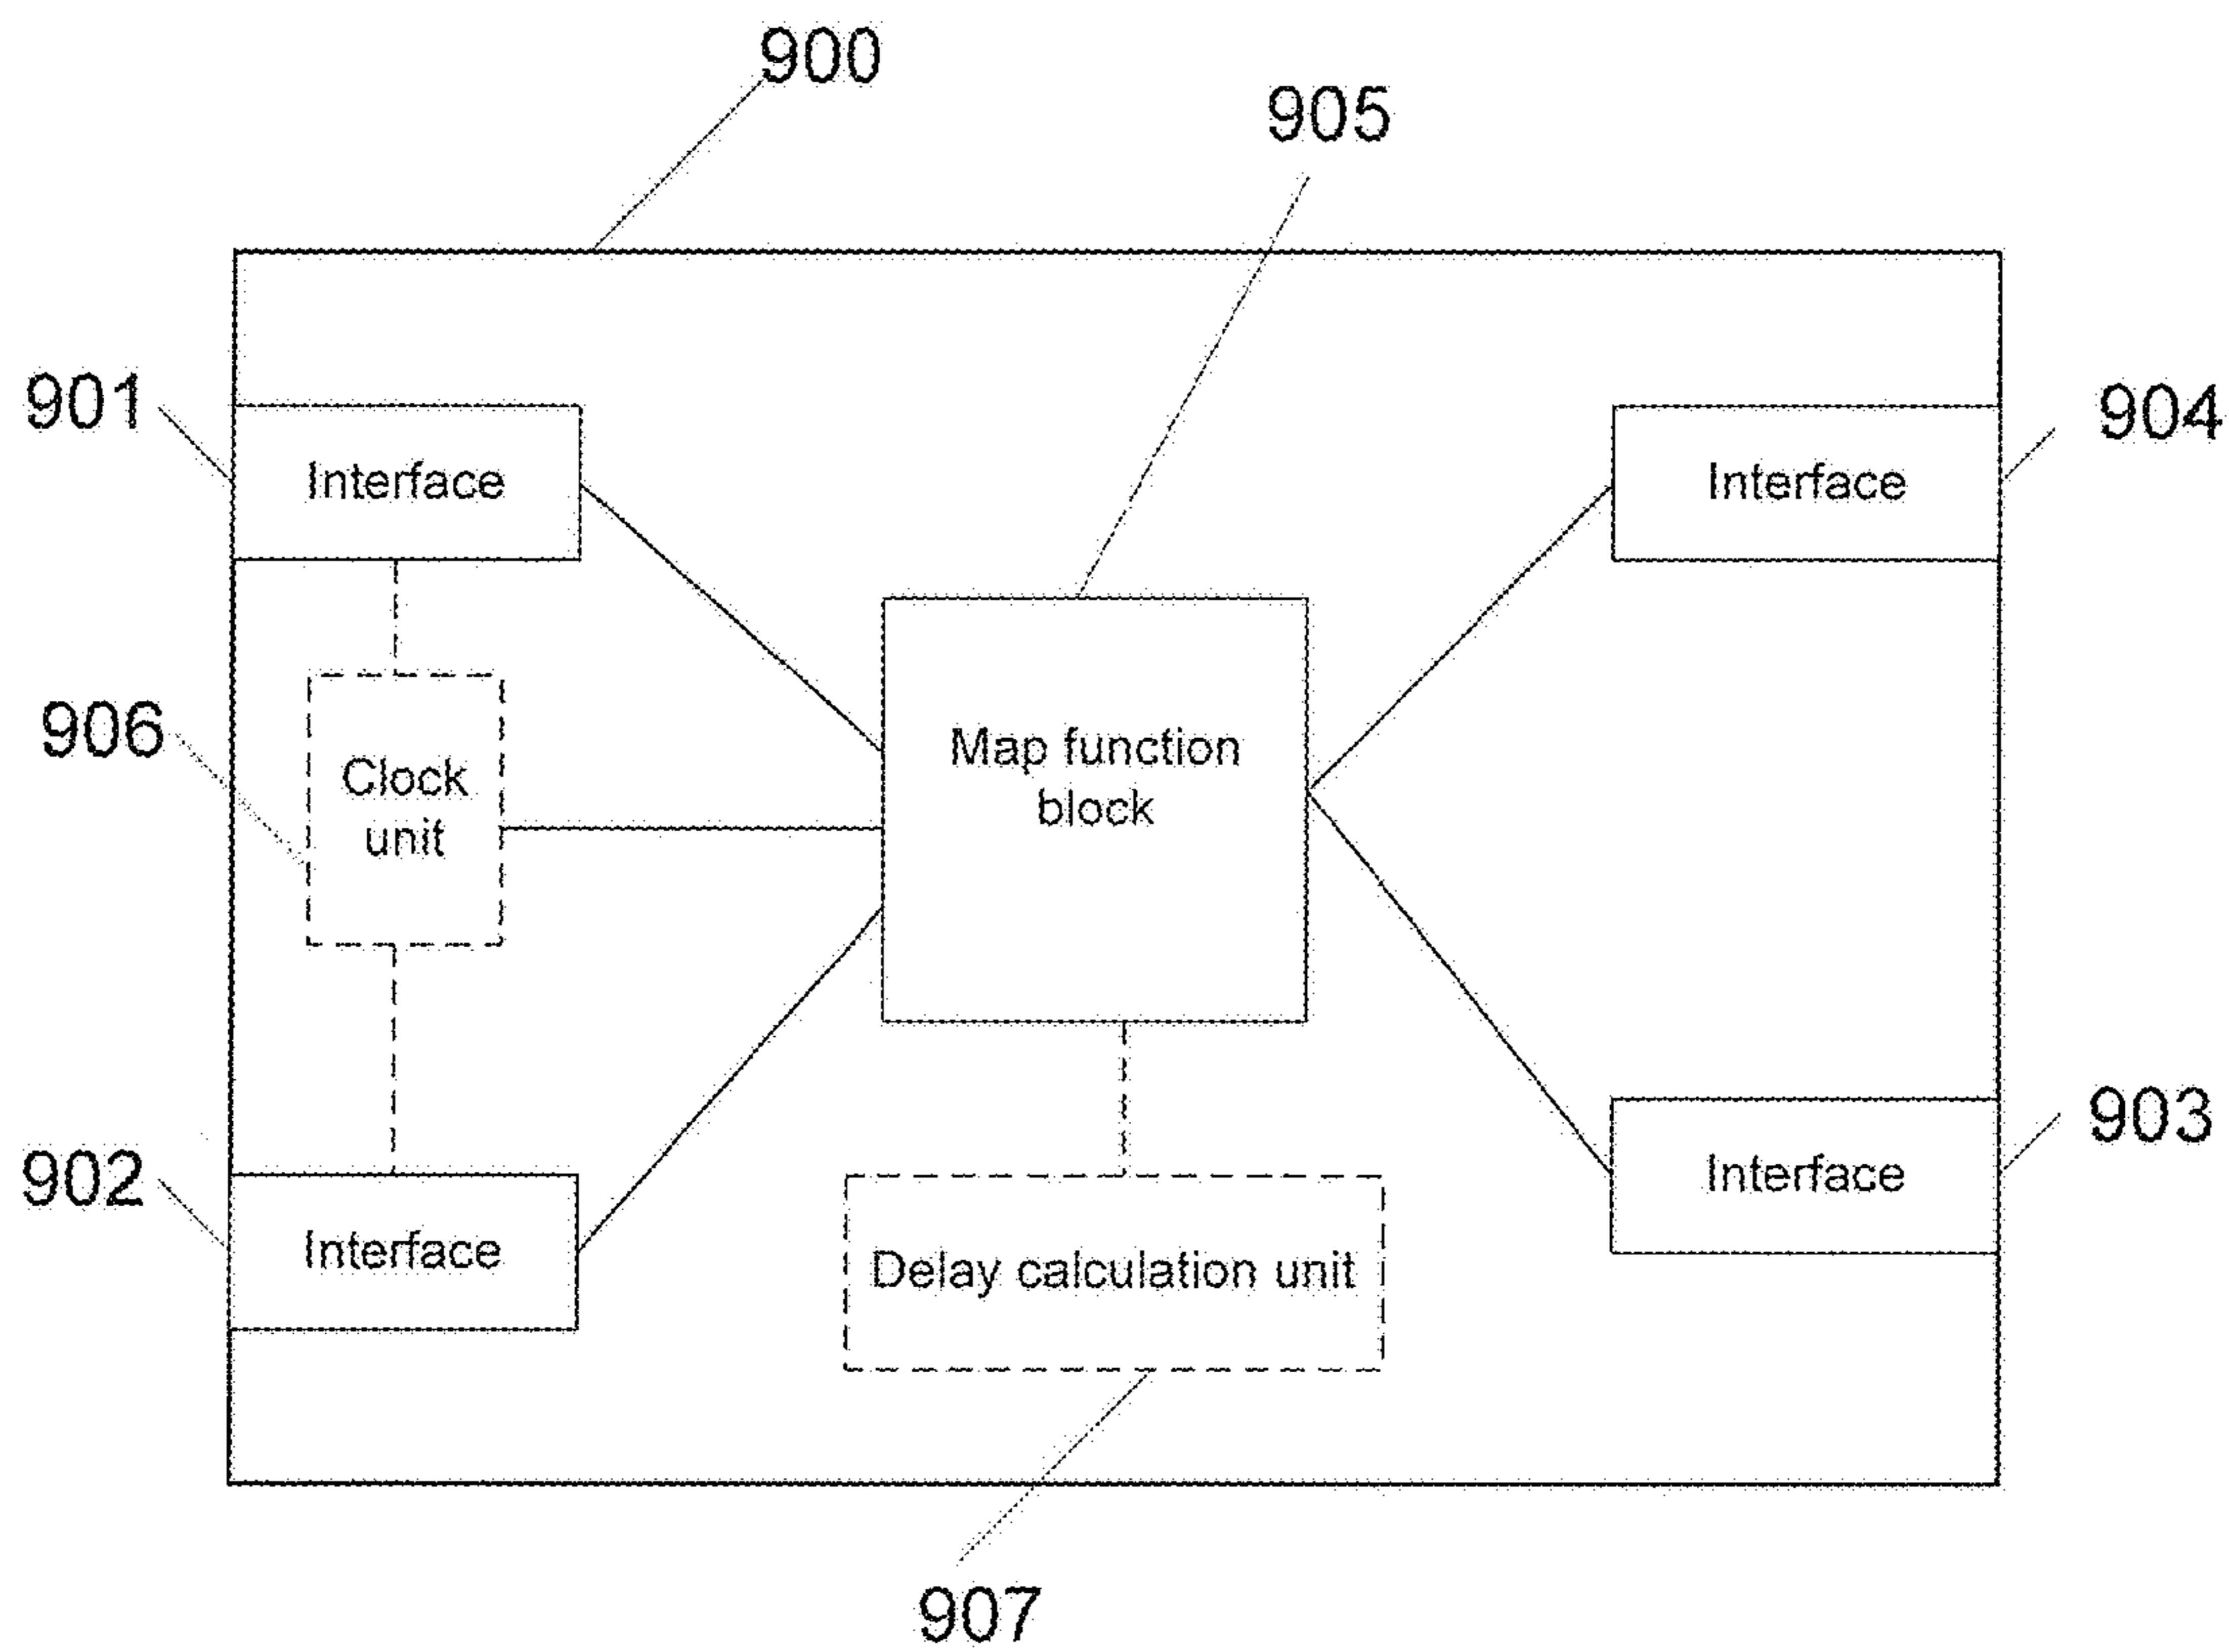 900
905
901
Interface
Interface
904
906
Clock
unit
Map function
block
902
Interface
Delay calculation unit
Interface
903
907